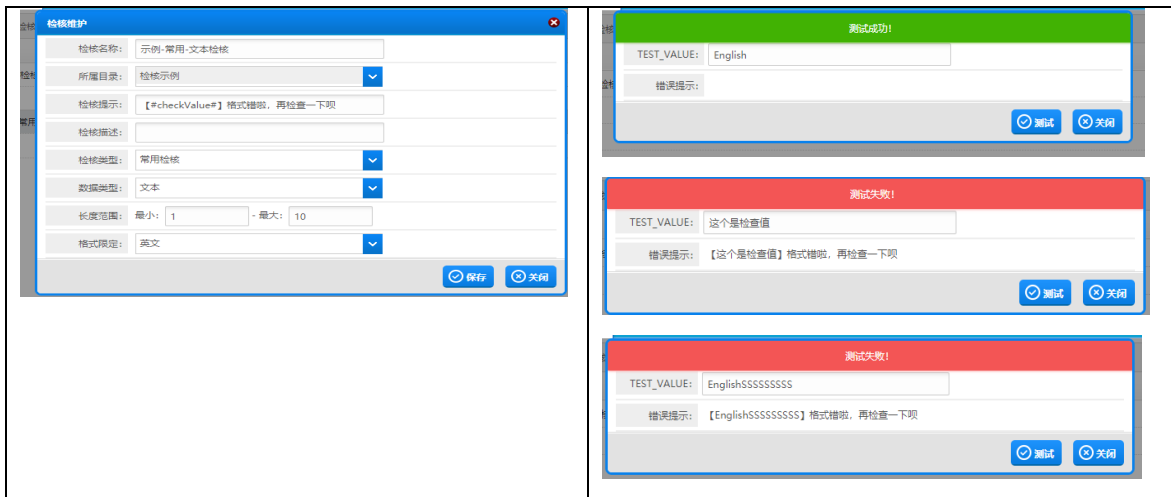 检核维护
检核名称: 示例-常用-文本检核
所属目录: 检核示例
检核提示: 【#checkValue#】格式错啦，再检查一下呗
检核描述:
检核类型: 常用检核
数据类型: 文本
长度范围: 最小: 1 - 最大: 10
格式限定: 英文
保存 关闭
测试成功!
TEST_VALUE: English
错误提示:
测试 关闭
测试失败!
TEST_VALUE: 这个是检查值
错误提示: 【这个是检查值】格式错啦，再检查一下呗
测试 关闭
测试失败!
TEST_VALUE: EnglishSSSSSSSSS
错误提示: 【EnglishSSSSSSSSS】格式错啦，再检查一下呗
测试 关闭